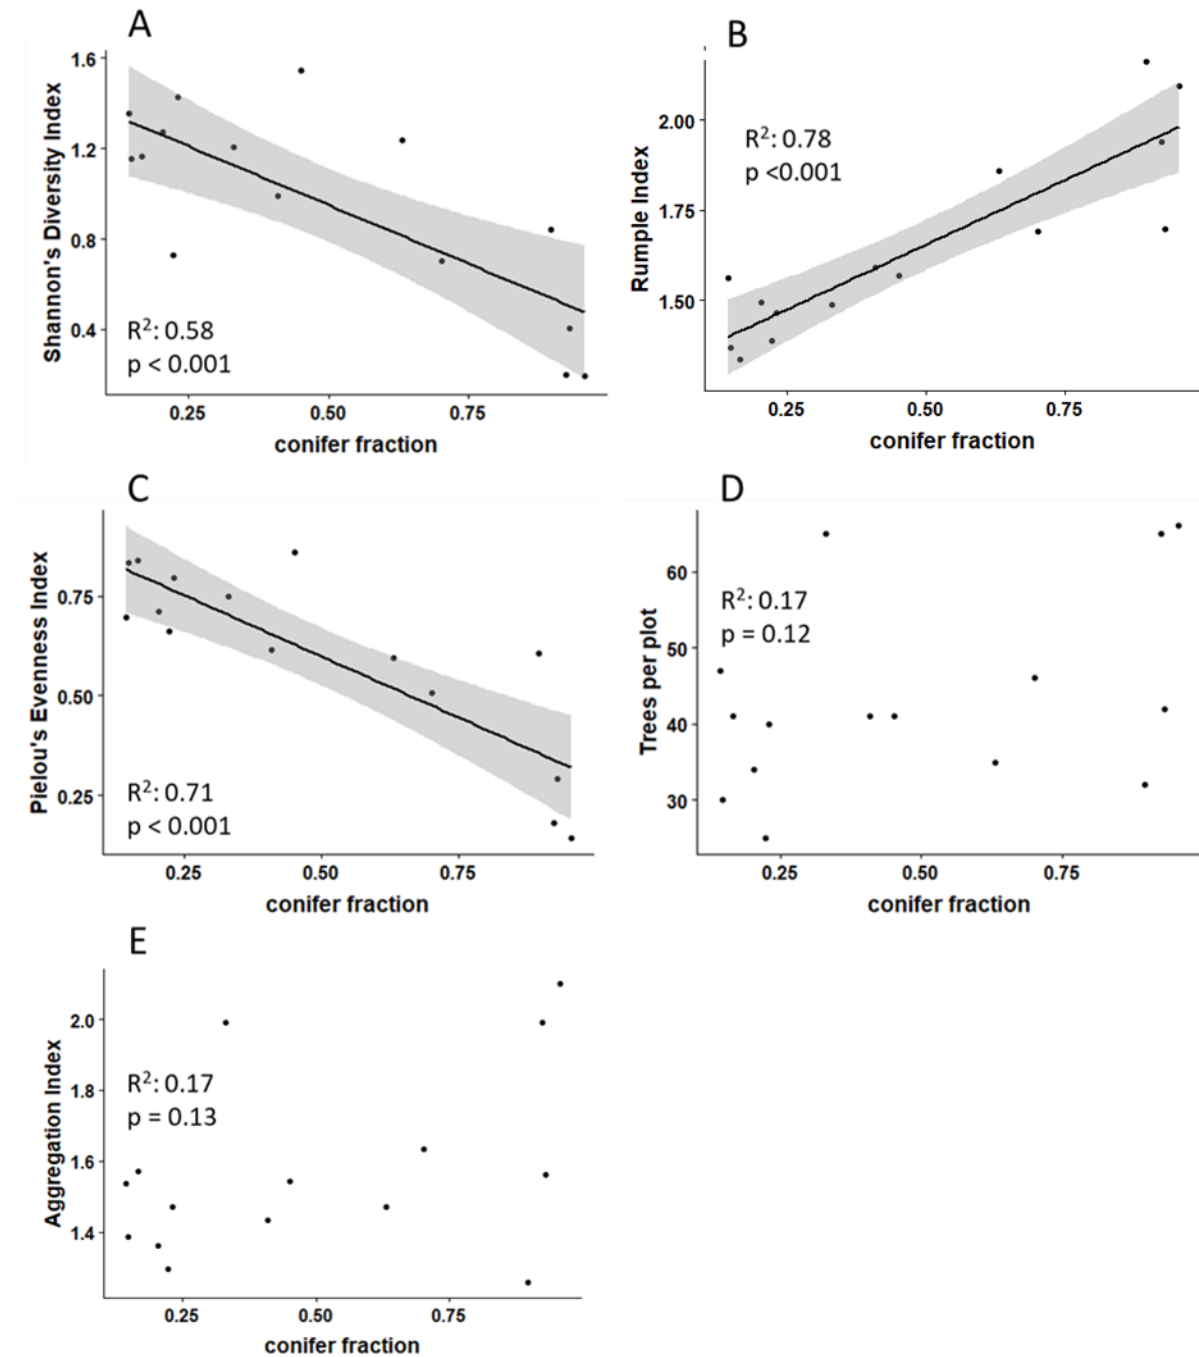 A
Shannon's Diversity Index
1.6
1.2
0.8
0.4
R²: 0.58
p < 0.001
0.25 0.50 0.75
conifer fraction
B
Rumple Index
2.00
1.75
1.50
R²: 0.78
p <0.001
0.25 0.50 0.75
conifer fraction
C
Pielou's Evenness Index
0.75
0.50
0.25
R²: 0.71
p < 0.001
0.25 0.50 0.75
conifer fraction
D
Trees per plot
60
50
40
30
R²: 0.17
p = 0.12
0.25 0.50 0.75
conifer fraction
E
Aggregation Index
2.0
1.8
1.6
1.4
R²: 0.17
p = 0.13
0.25 0.50 0.75
conifer fraction